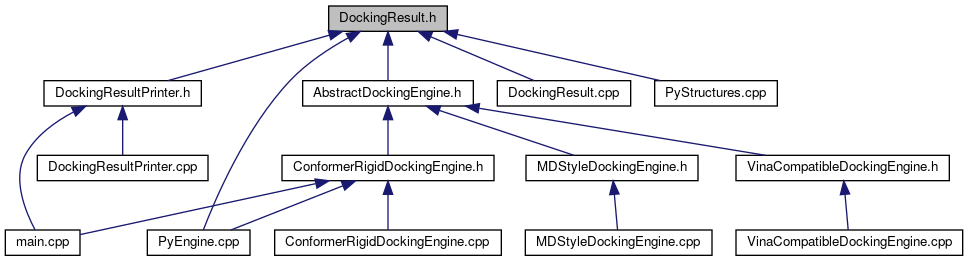 DockingResult.h
DockingResultPrinter.h
AbstractDockingEngine.h
DockingResult.cpp
PyStructures.cpp
DockingResultPrinter.cpp
ConformerRigidDockingEngine.h
MDStyleDockingEngine.h
VinaCompatibleDockingEngine.h
main.cpp
PyEngine.cpp
ConformerRigidDockingEngine.cpp
MDStyleDockingEngine.cpp
VinaCompatibleDockingEngine.cpp